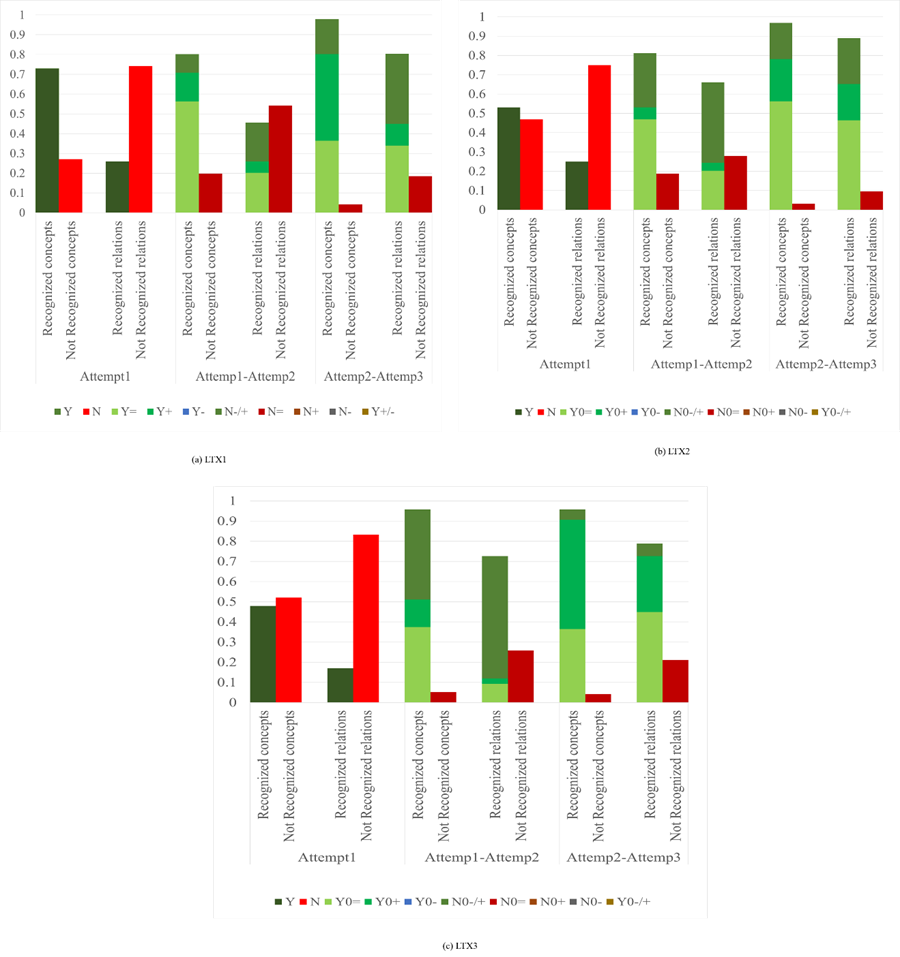 1
0.9
0.8
0.7
0.6
0.5
0.4
0.3
0.2
0.1
0
Recognized concepts
Not Recognized concepts
Recognized relations
Not Recognized relations
Recognized concepts
Not Recognized concepts
Recognized relations
Not Recognized relations
Recognized concepts
Not Recognized concepts
Recognized relations
Not Recognized relations
Attempt1 Attemp1-Attemp2 Attemp2-Attemp3
Y N Y= Y+ Y- N-/+ N= N+ N- Y+/-
(a) LTX1
1
0.9
0.8
0.7
0.6
0.5
0.4
0.3
0.2
0.1
0
Recognized concepts
Not Recognized concepts
Recognized relations
Not Recognized relations
Recognized concepts
Not Recognized concepts
Recognized relations
Not Recognized relations
Recognized concepts
Not Recognized concepts
Recognized relations
Not Recognized relations
Attempt1 Attemp1-Attemp2 Attemp2-Attemp3
Y N Y0= Y0+ Y0- N0-/+ N0= N0+ N0- Y0-/+
(b) LTX2
1
0.9
0.8
0.7
0.6
0.5
0.4
0.3
0.2
0.1
0
Recognized concepts
Not Recognized concepts
Recognized relations
Not Recognized relations
Recognized concepts
Not Recognized concepts
Recognized relations
Not Recognized relations
Recognized concepts
Not Recognized concepts
Recognized relations
Not Recognized relations
Attempt1 Attemp1-Attemp2 Attemp2-Attemp3
Y N Y0= Y0+ Y0- N0-/+ N0= N0+ N0- Y0-/+
(c) LTX3